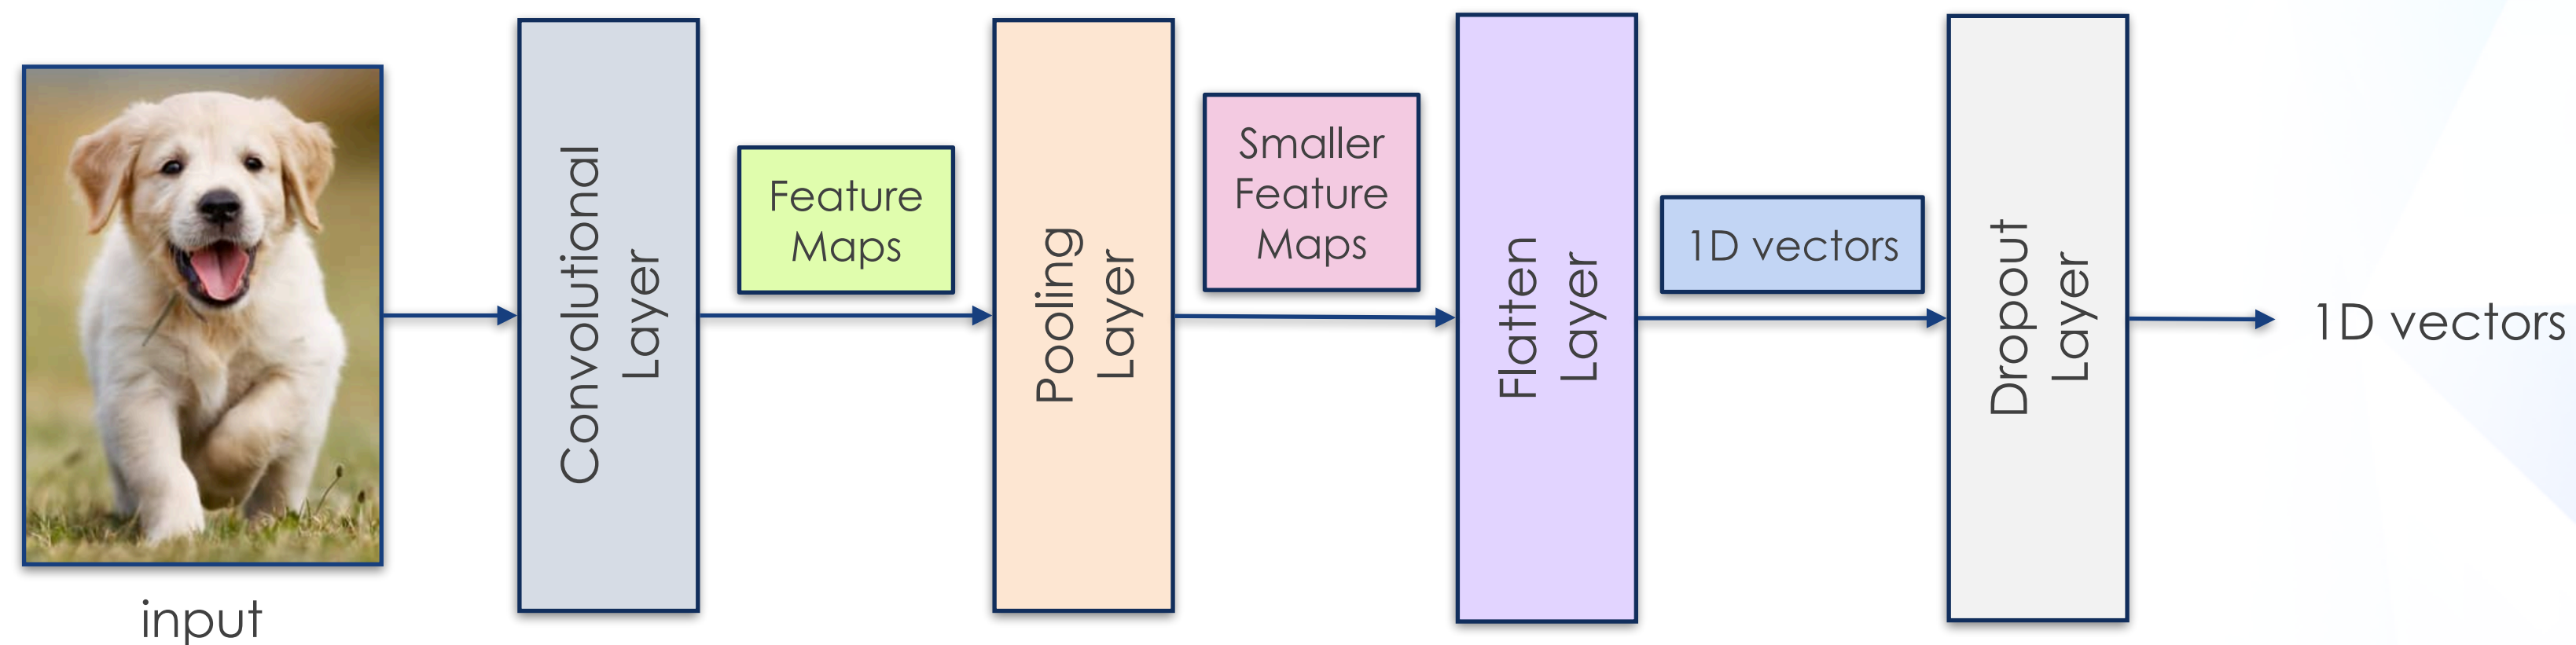 input
Convolutional
Layer
Feature
Maps
Pooling
Layer
Smaller
Feature
Maps
Flatten
Layer
1D vectors
Dropout
Layer
1D vectors